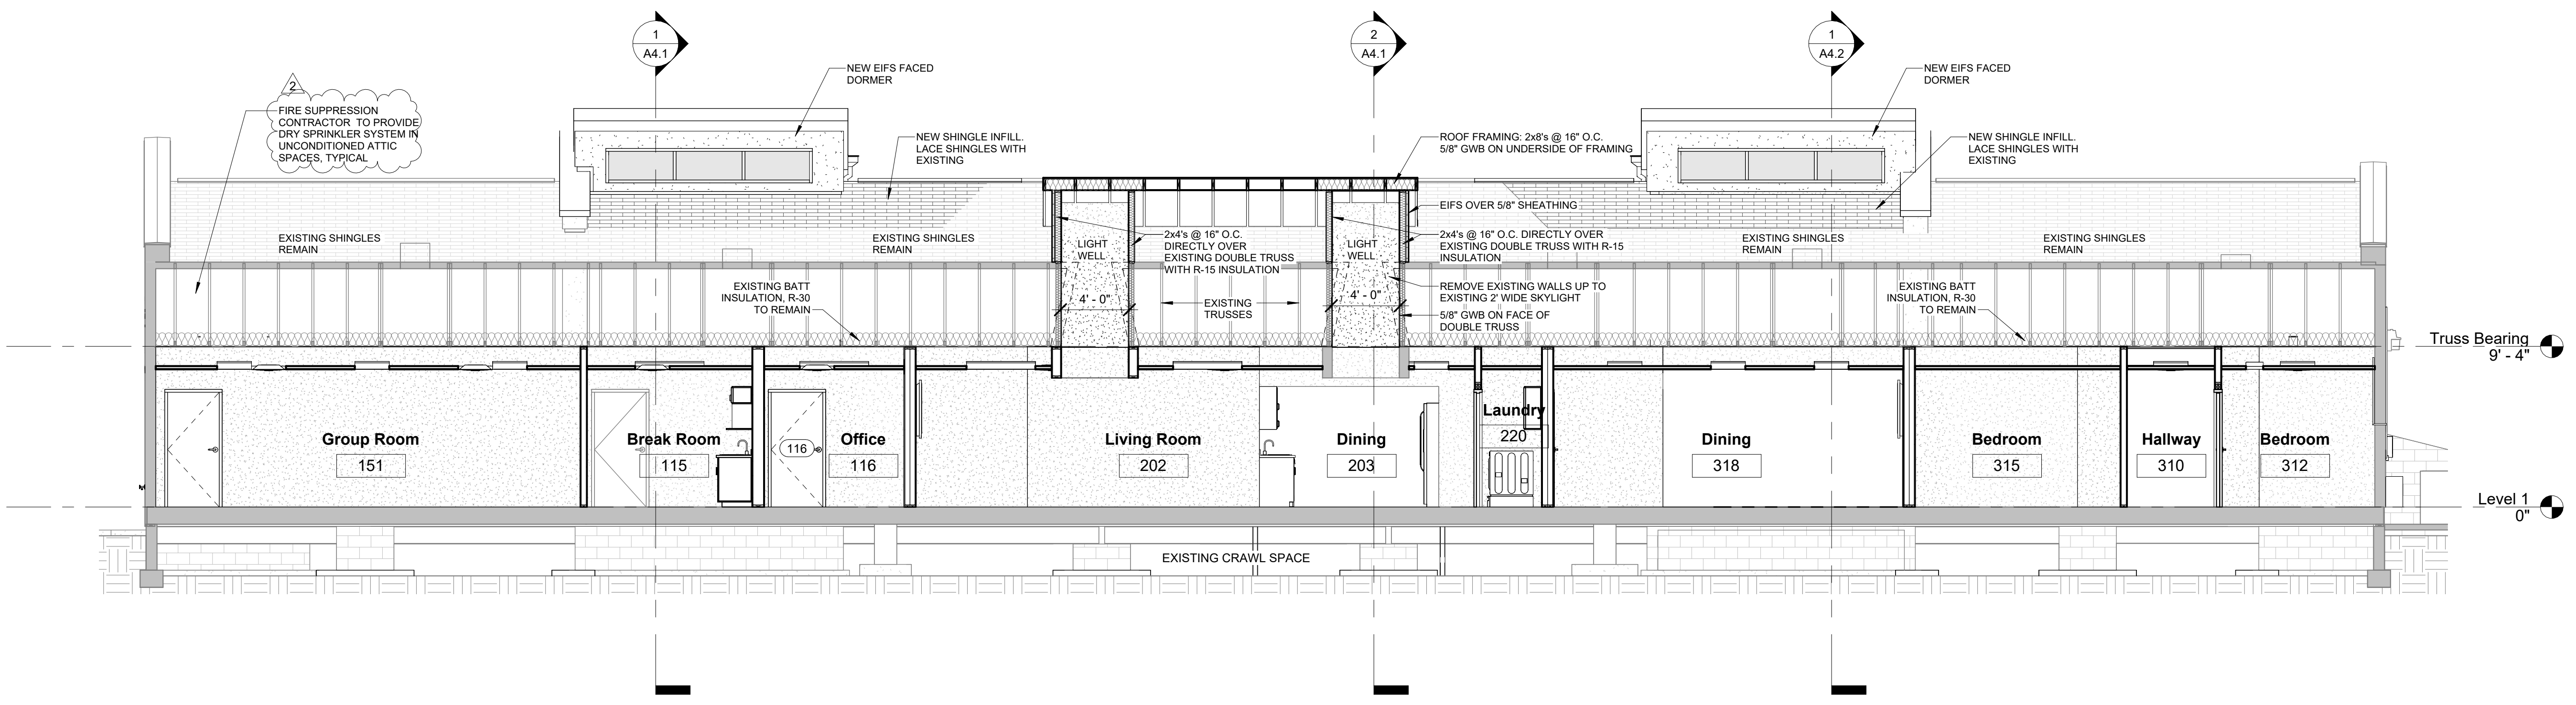 1
A4.1
2
A4.1
1
A4.2
2
FIRE SUPPRESSION
CONTRACTOR TO PROVIDE
DRY SPRINKLER SYSTEM IN
UNCONDITIONED ATTIC
SPACES, TYPICAL
NEW EIFS FACED
DORMER
NEW SHINGLE INFILL.
LACE SHINGLES WITH
EXISTING
ROOF FRAMING: 2x8's @ 16" O.C.
5/8" GWB ON UNDERSIDE OF FRAMING
NEW EIFS FACED
DORMER
NEW SHINGLE INFILL.
LACE SHINGLES WITH
EXISTING
EIFS OVER 5/8" SHEATHING
EXISTING SHINGLES
REMAIN
EXISTING SHINGLES
REMAIN
LIGHT
WELL
2x4's @ 16" O.C.
DIRECTLY OVER
EXISTING DOUBLE TRUSS
WITH R-15 INSULATION
LIGHT
WELL
2x4's @ 16" O.C. DIRECTLY OVER
EXISTING DOUBLE TRUSS WITH R-15
INSULATION
EXISTING SHINGLES
REMAIN
EXISTING SHINGLES
REMAIN
EXISTING BATT
INSULATION, R-30
TO REMAIN
4' - 0"
EXISTING
TRUSSES
4' - 0"
REMOVE EXISTING WALLS UP TO
EXISTING 2' WIDE SKYLIGHT
5/8" GWB ON FACE OF
DOUBLE TRUSS
EXISTING BATT
INSULATION, R-30
TO REMAIN
Truss Bearing
9' - 4"
Group Room
151
Break Room
115
116
Office
116
Living Room
202
Dining
203
Laundry
220
Dining
318
Bedroom
315
Hallway
310
Bedroom
312
Level 1
0"
EXISTING CRAWL SPACE